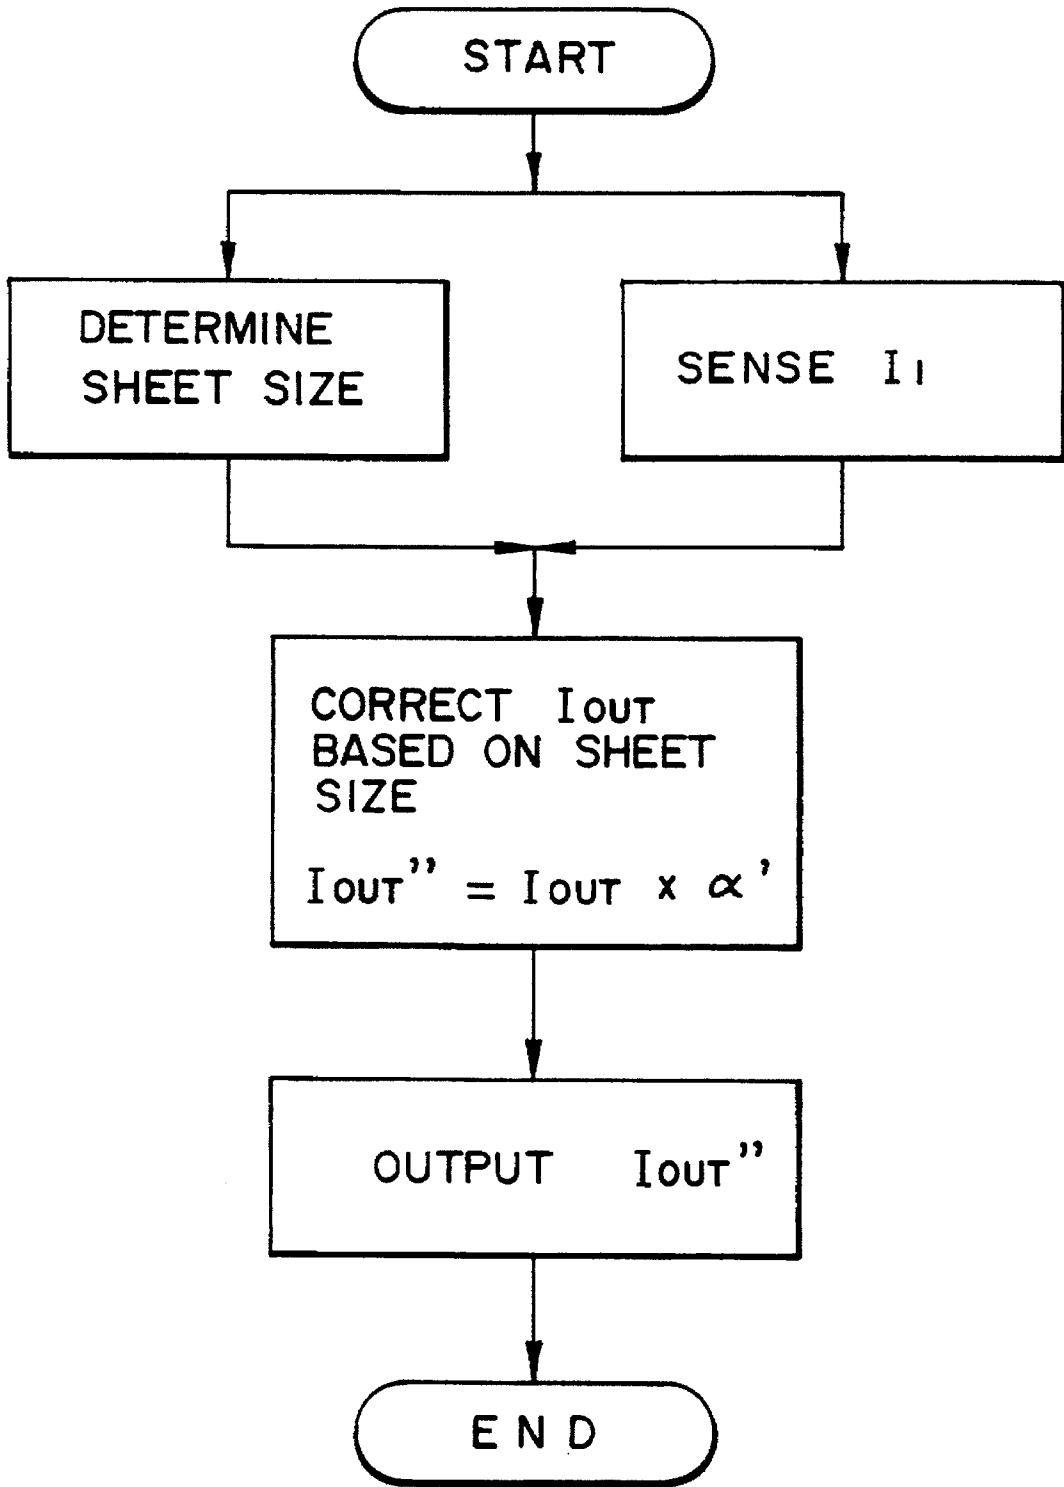 START
DETERMINE
SHEET SIZE
SENSE I1
CORRECT IOUT
BASED ON SHEET
SIZE
IOUT" = IOUT x α'
OUTPUT IOUT"
END